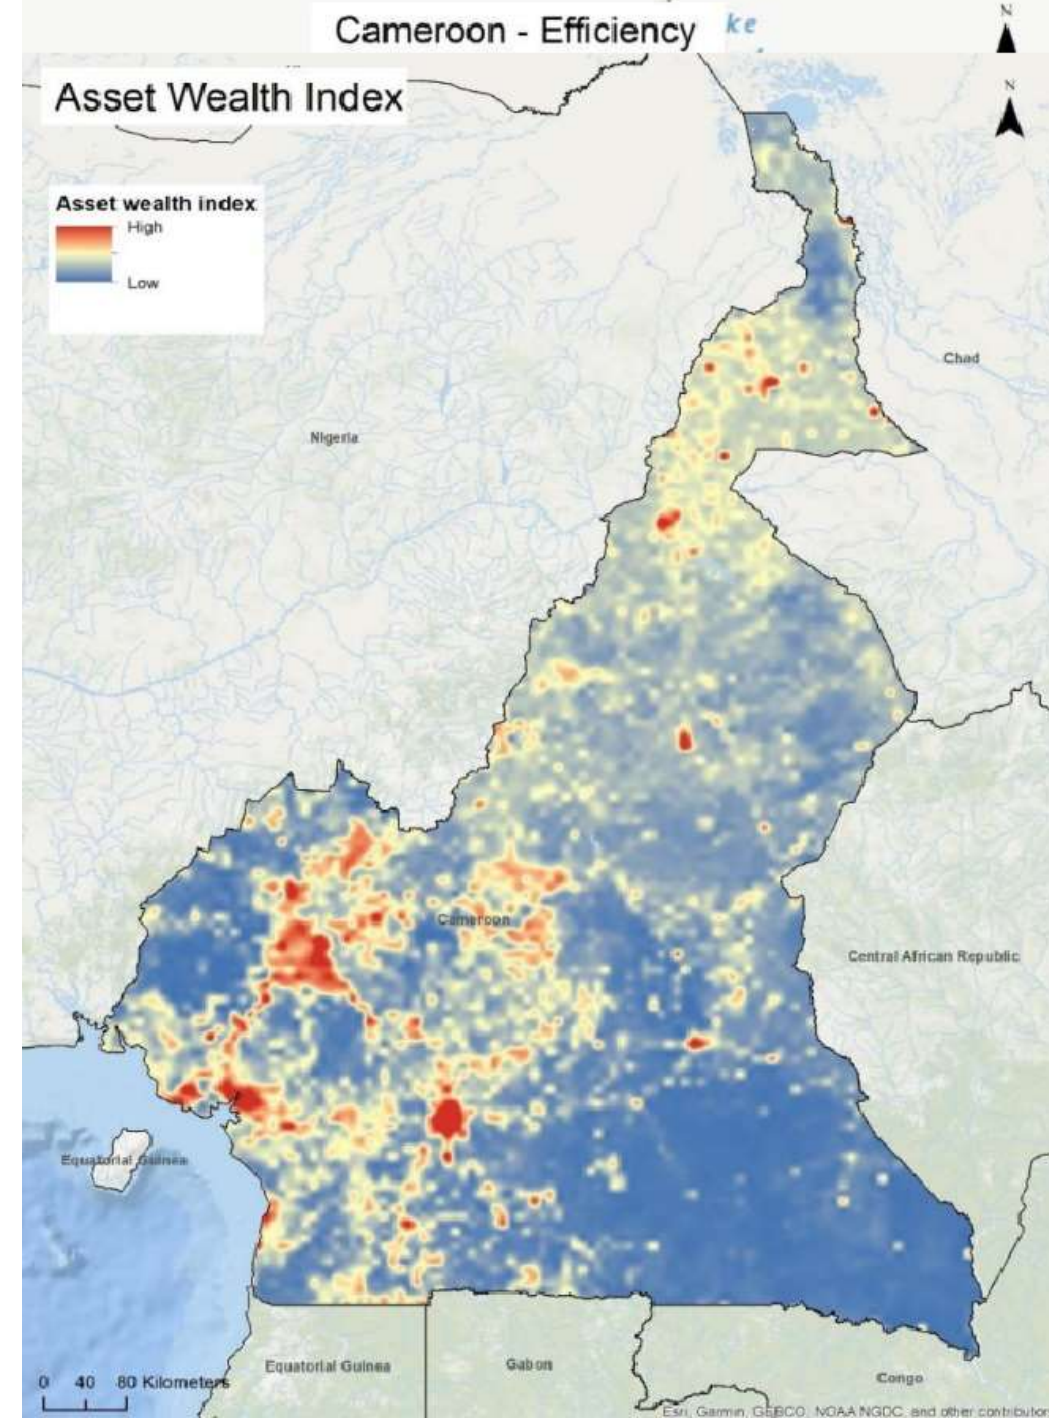 Cameroon - Efficiency
ke
N
Asset Wealth Index
N
Asset wealth index
High
Low
Chad
Nigeria
Cameroon
Central African Republic
Equatorial Guinea
Equatorial Guinea
Gabon
Congo
0 40 80 Kilometers
Esri, Garmin, GEBCO, NOAA NGDC, and other contributor